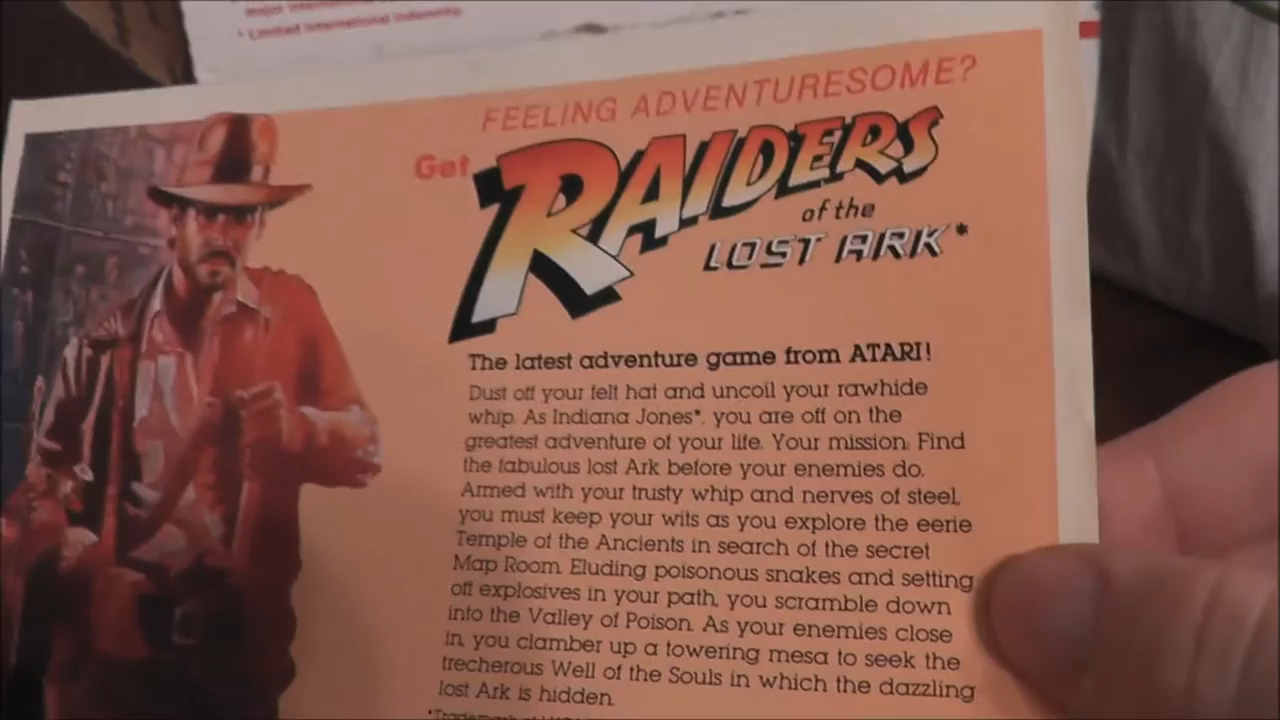 • Limited International Indemnity.
FEELING ADVENTURESOME?
Get RAIDERS
of the
LOST ARK*
The latest adventure game from ATARI!
Dust off your felt hat and uncoil your rawhide
whip. As Indiana Jones*, you are off on the
greatest adventure of your life. Your mission: Find
the fabulous lost Ark before your enemies do.
Armed with your trusty whip and nerves of steel,
you must keep your wits as you explore the eerie
Temple of the Ancients in search of the secret
Map Room. Eluding poisonous snakes and setting
off explosives in your path, you scramble down
into the Valley of Poison. As your enemies close
in, you clamber up a towering mesa to seek the
trecherous Well of the Souls in which the dazzling
lost Ark is hidden.
*Trademark of